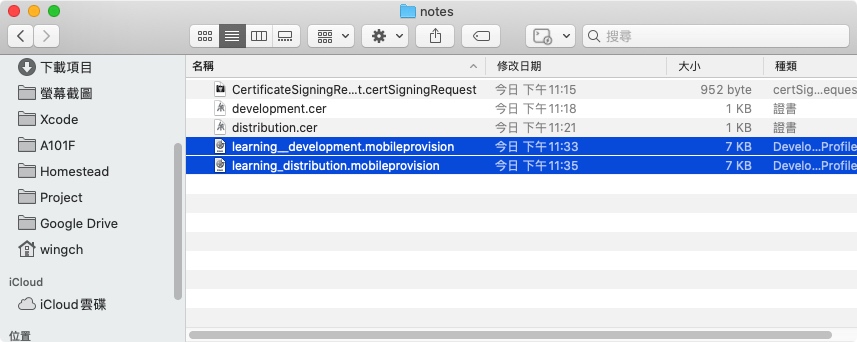 notes
搜尋
下載項目
螢幕截圖
Xcode
A101F
Homestead
Project
Google Drive
wingch
iCloud
iCloud雲碟
位置
名稱 修改日期 大小 種類
CertificateSigningRe...t.certSigningRequest 今日 下午11:15 952 byte certSig...eques
development.cer 今日 下午11:18 1 KB 證書
distribution.cer 今日 下午11:21 1 KB 證書
learning__development.mobileprovision 今日 下午11:33 7 KB Develo...Profile
learning_distribution.mobileprovision 今日 下午11:35 7 KB Develo...Profile